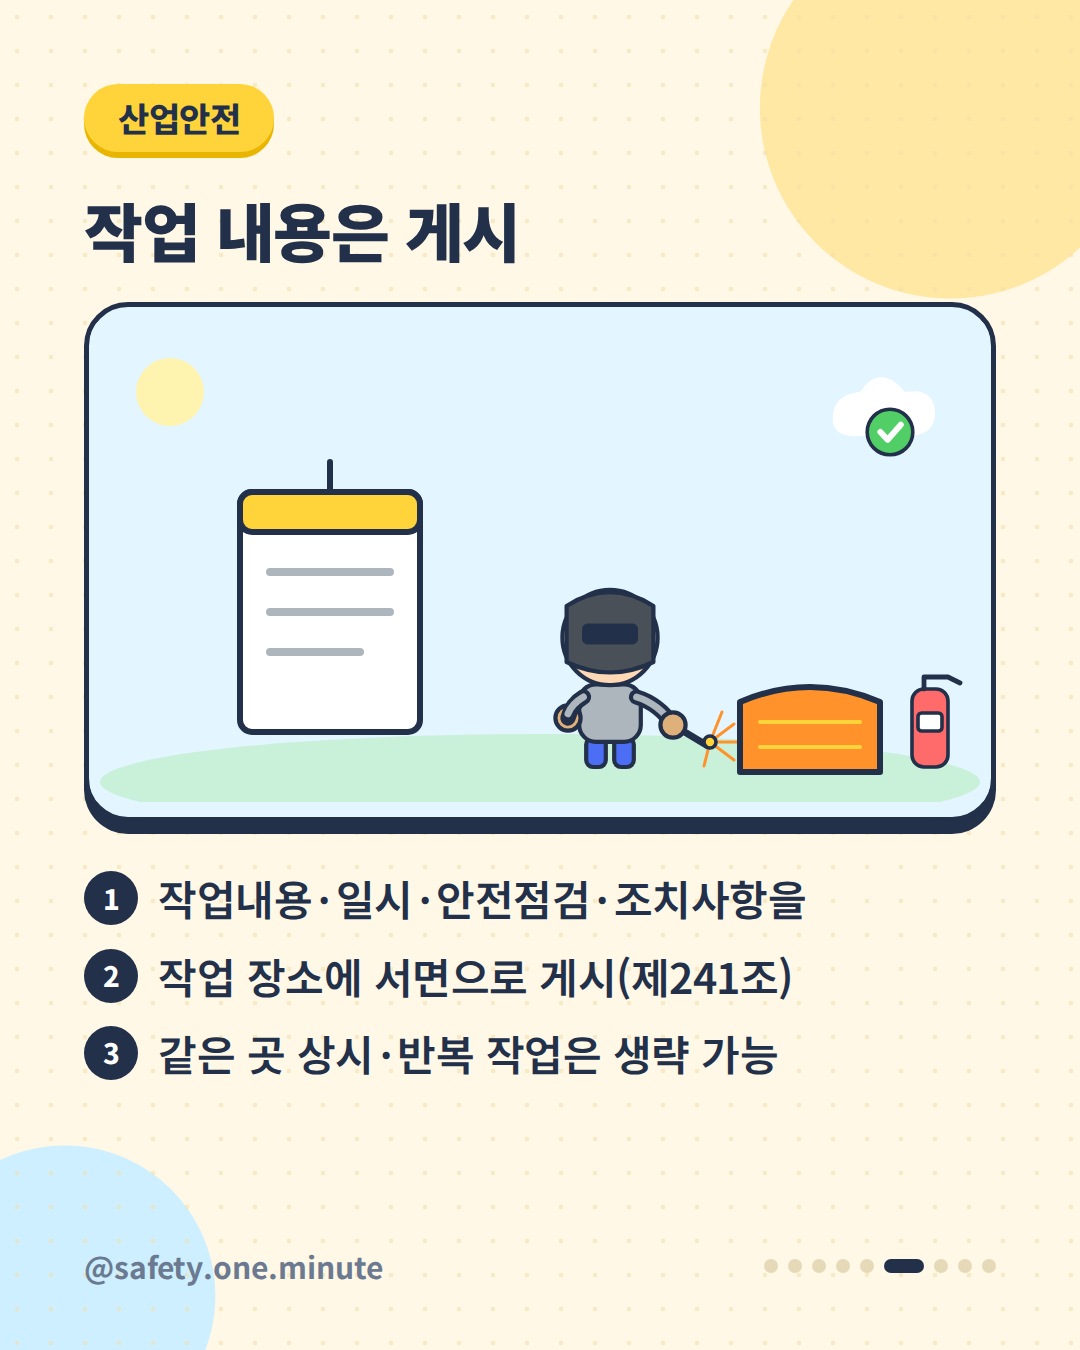 산업안전
작업 내용은 게시
1 작업내용·일시·안전점검·조치사항을
2 작업 장소에 서면으로 게시(제241조)
3 같은 곳 상시·반복 작업은 생략 가능
@safety.one.minute